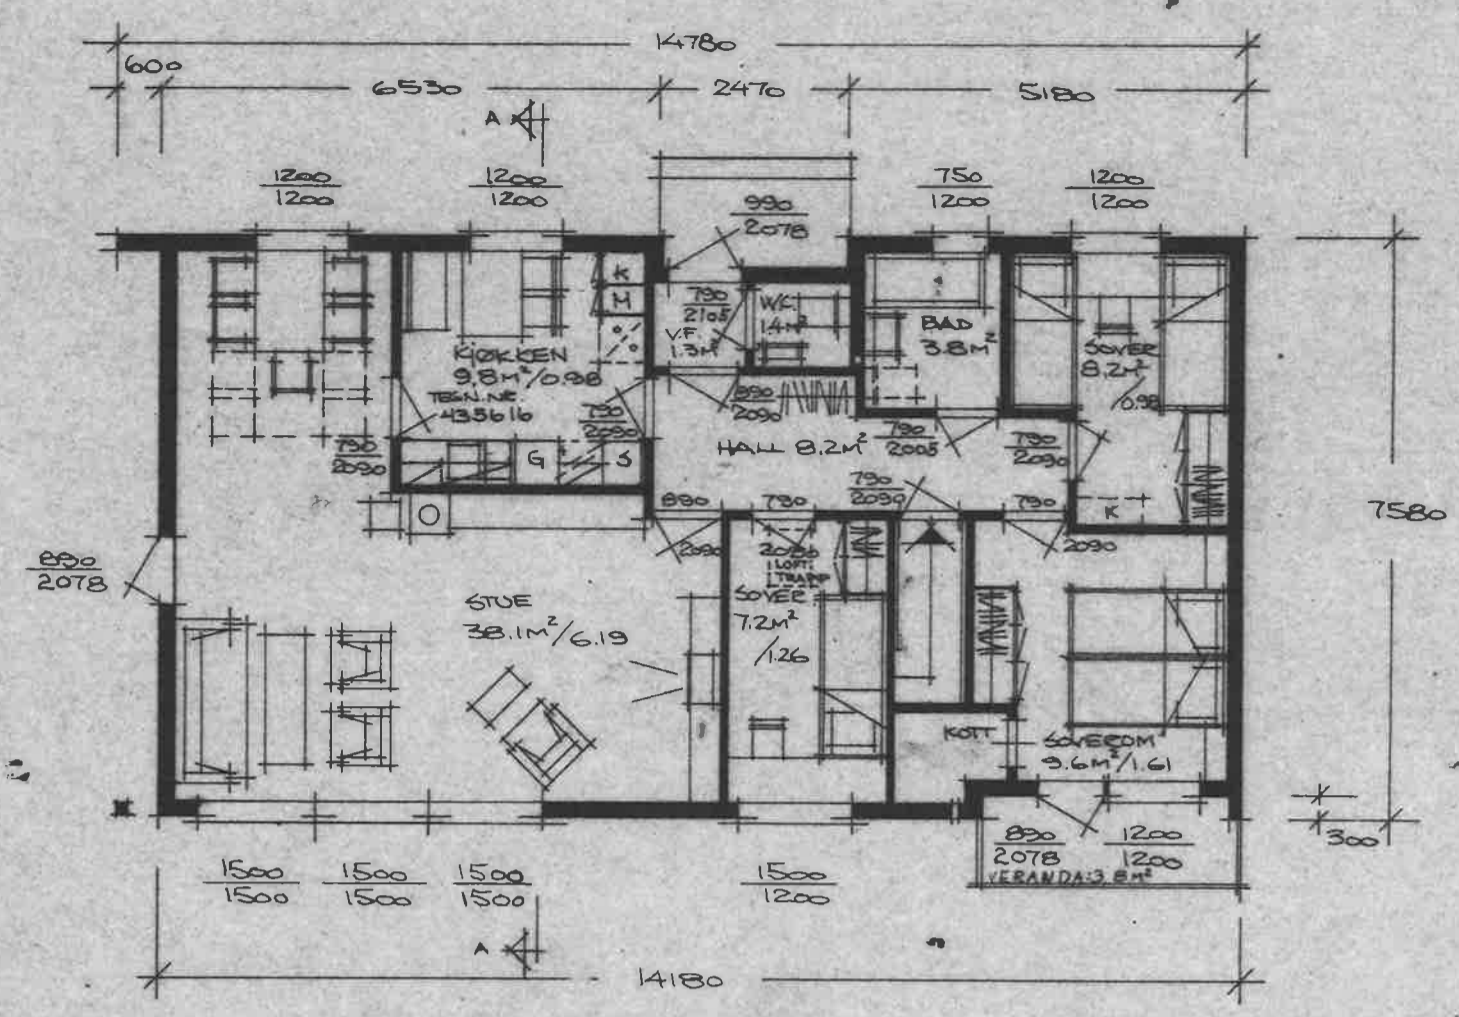 14780
600
6530
2470
5180
A
1200
1200
1200
1200
990
2078
750
1200
1200
1200
K
M
790
2105
V.F.
1.3M²
W.C.
1.4M²
BAD
3.8M²
SOVER
8.2M²
/0.98
KJØKKEN
9.8M²/0.98
TEGN.NR.
435616
790
2090
790
2090
G
S
890
2090
HALL 8.2M²
790
2005
790
2090
K
7580
890
2078
890
2090
790
2090
790
2090
790
2090
LOFT
TRAPP
SOVER
7.2M²
/1.26
STUE
38.1M²/6.19
KOTT
SOVEROM
9.6M²/1.61
300
890
2078
1200
1200
VERANDA:3.8M²
1500
1500
1500
1500
1500
1500
1500
1200
A
14180